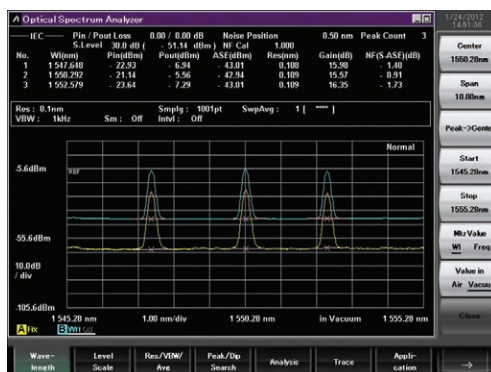 Optical Spectrum Analyzer
1/24/2012
14:51:36
IEC Pin / Pout Loss 0.00 / 0.00 dB Noise Position 0.50 nm Peak Count 3
S.Level 30.0 dB ( - 51.14 dBm ) NF Cal 1.000
No. Wl(nm) Pin(dBm) Pout(dBm) ASE(dBm) Res(nm) Gain(dB) NF(S-ASE)(dB)
1 1 547.648 - 22.93 - 6.94 - 43.01 0.108 15.98 - 1.40
2 1 550.292 - 21.14 - 5.56 - 42.94 0.109 15.57 - 0.91
3 1 552.579 - 23.64 - 7.29 - 43.01 0.109 16.35 - 1.73
Res : 0.1nm Smplg : 1001pt SwpAvg : 1 [ ---- ]
VBW : 1kHz Sm : Off Intvl : Off
Normal
-5.6dBm
REF
-55.6dBm
10.0dB
/ div
-105.6dBm
1 545.28 nm 1.00 nm/div 1 550.28 nm in Vacuum 1 555.28 nm
A Fix B Wri
Center
1550.28nm
Span
10.00nm
Peak->Cente
Start
1545.28nm
Stop
1555.28nm
MkrValue
Wl Freq
Value in
Air Vacuu
Close
Wave-
length
Level
Scale
Res/VBW/
Avg
Peak/Dip
Search
Analysis
Trace
Appli-
cation
→